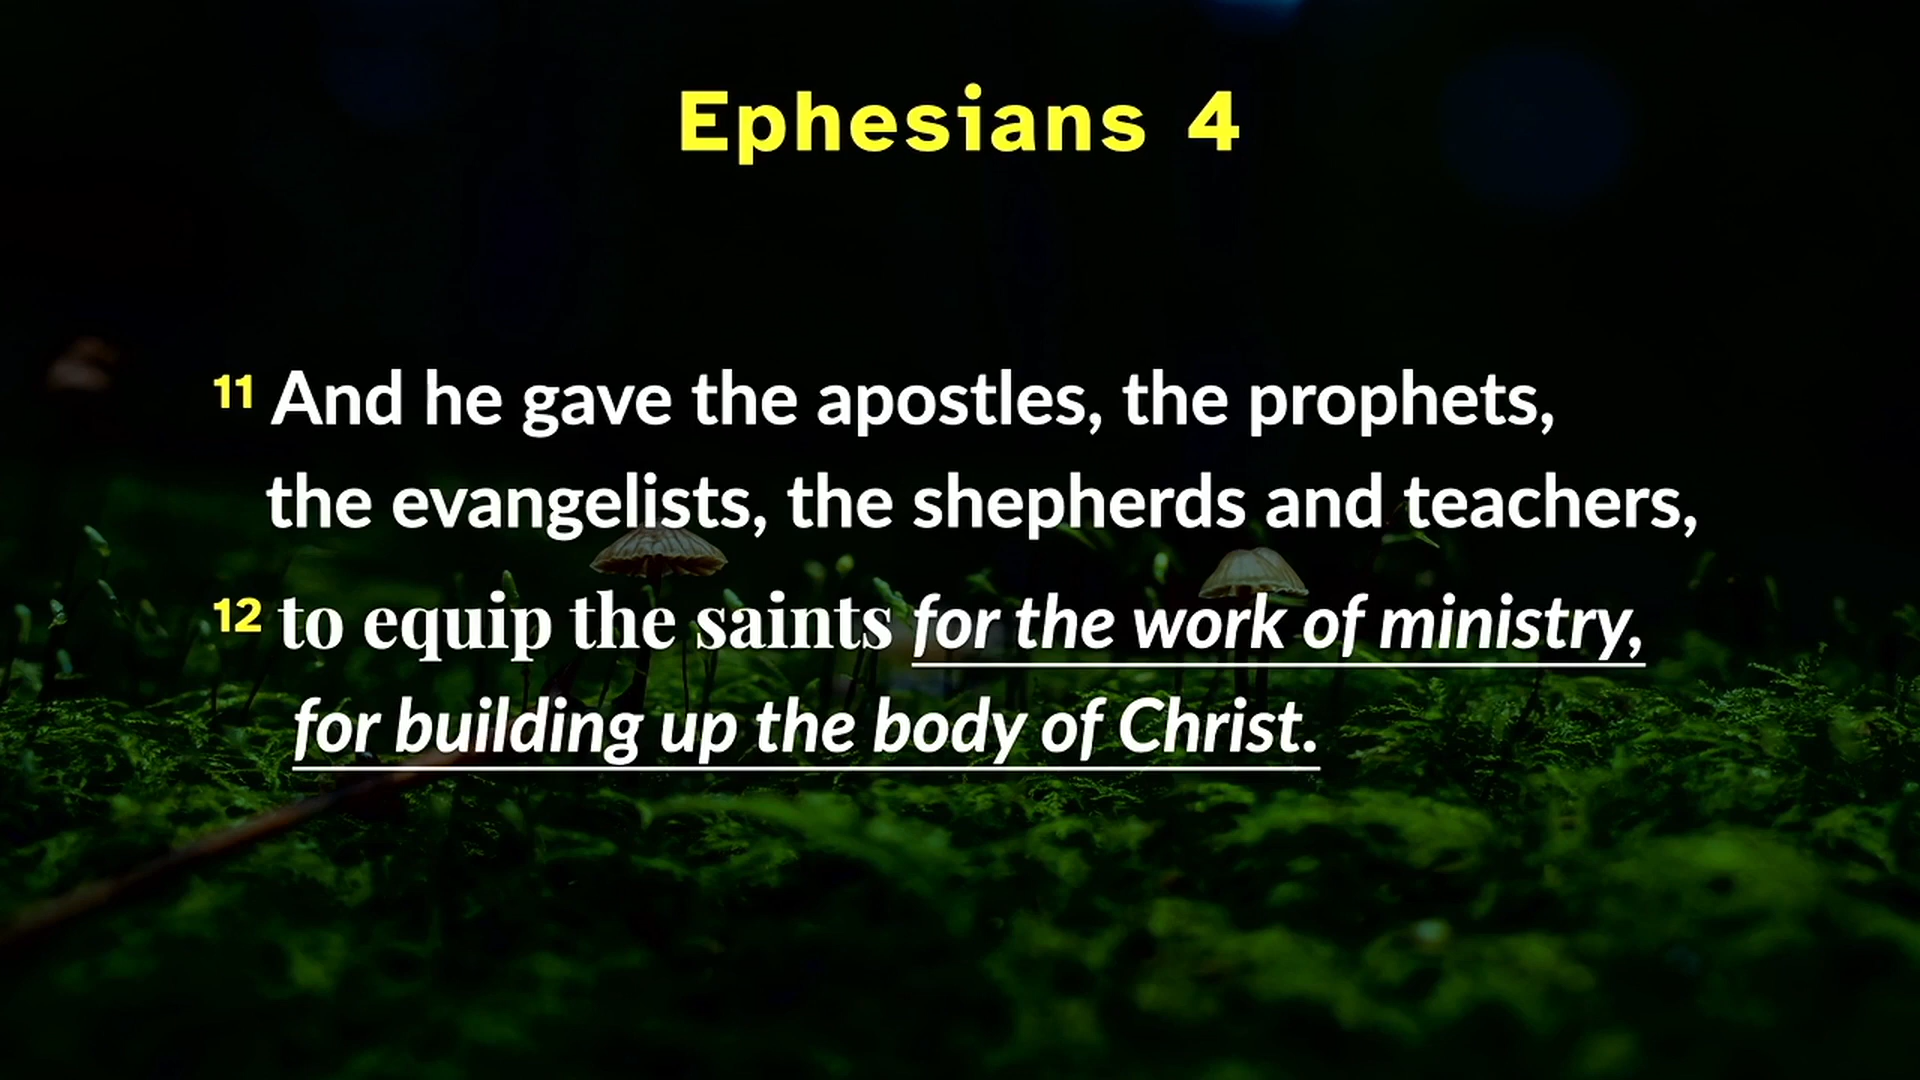 Ephesians 4
11 And he gave the apostles, the prophets,
the evangelists, the shepherds and teachers,
12 to equip the saints for the work of ministry,
for building up the body of Christ.